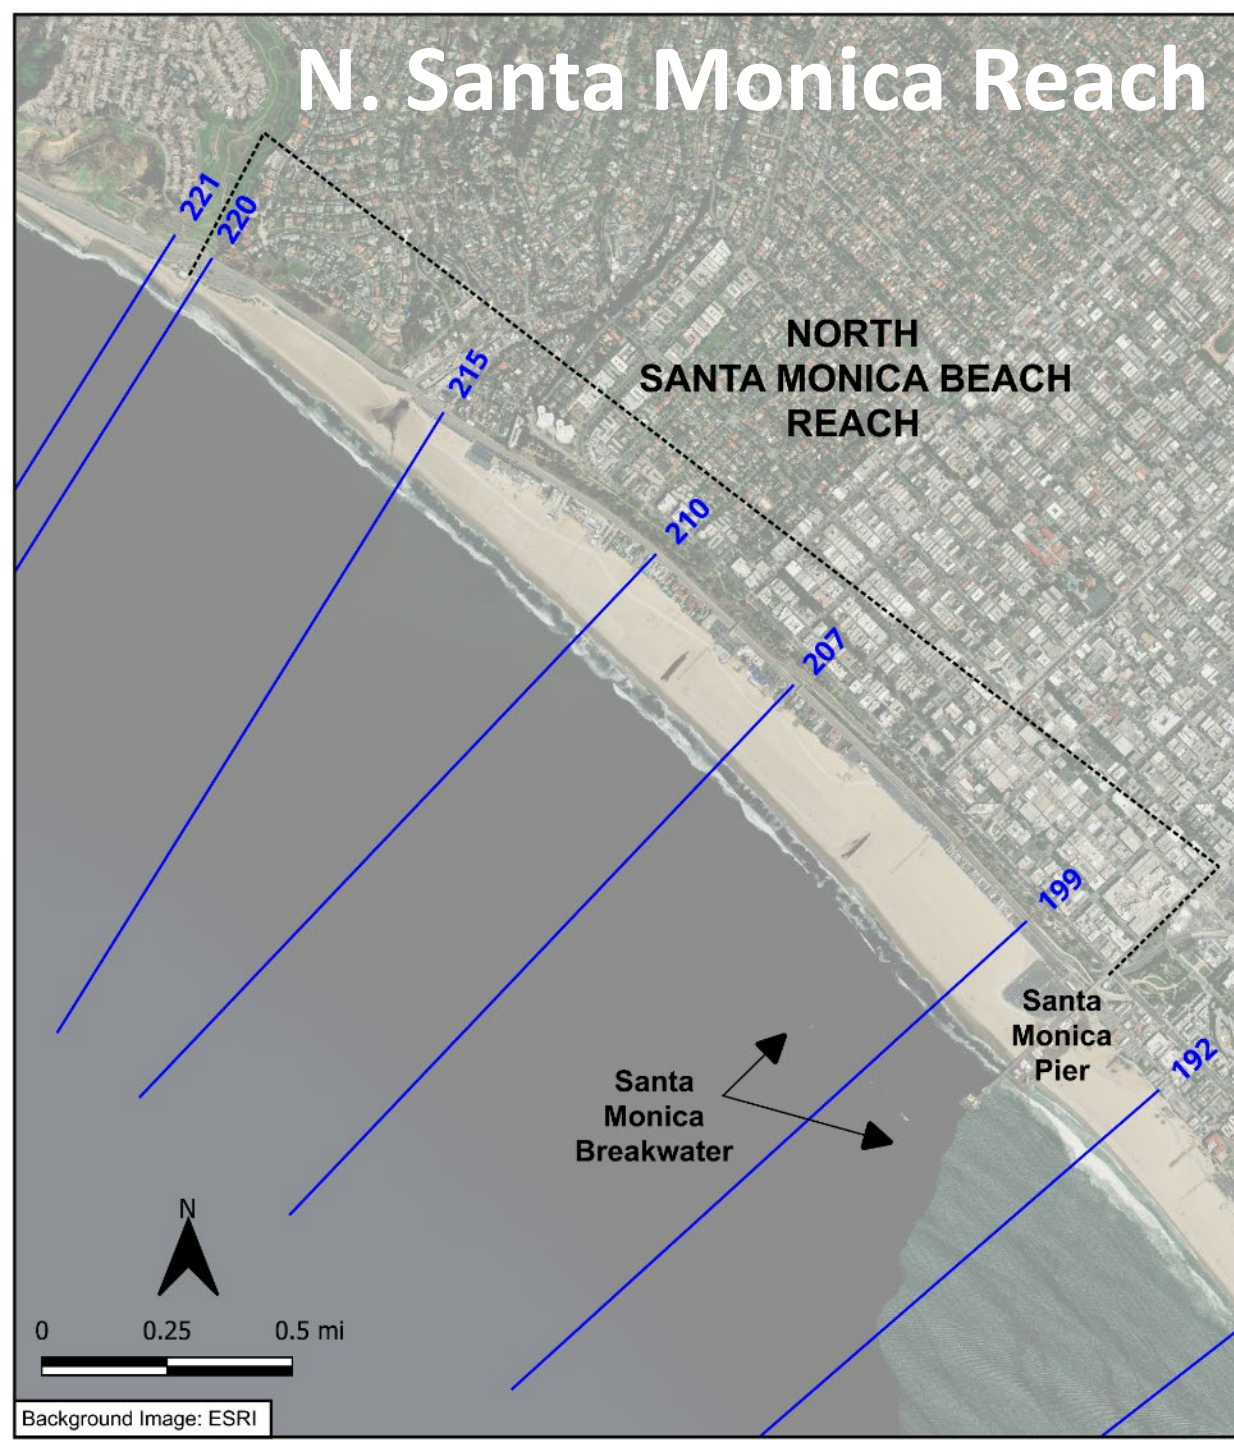 N. Santa Monica Reach
221
220
NORTH
SANTA MONICA BEACH
REACH
215
210
207
199
Santa
Monica
Pier
192
Santa
Monica
Breakwater
N
0 0.25 0.5 mi
Background Image: ESRI